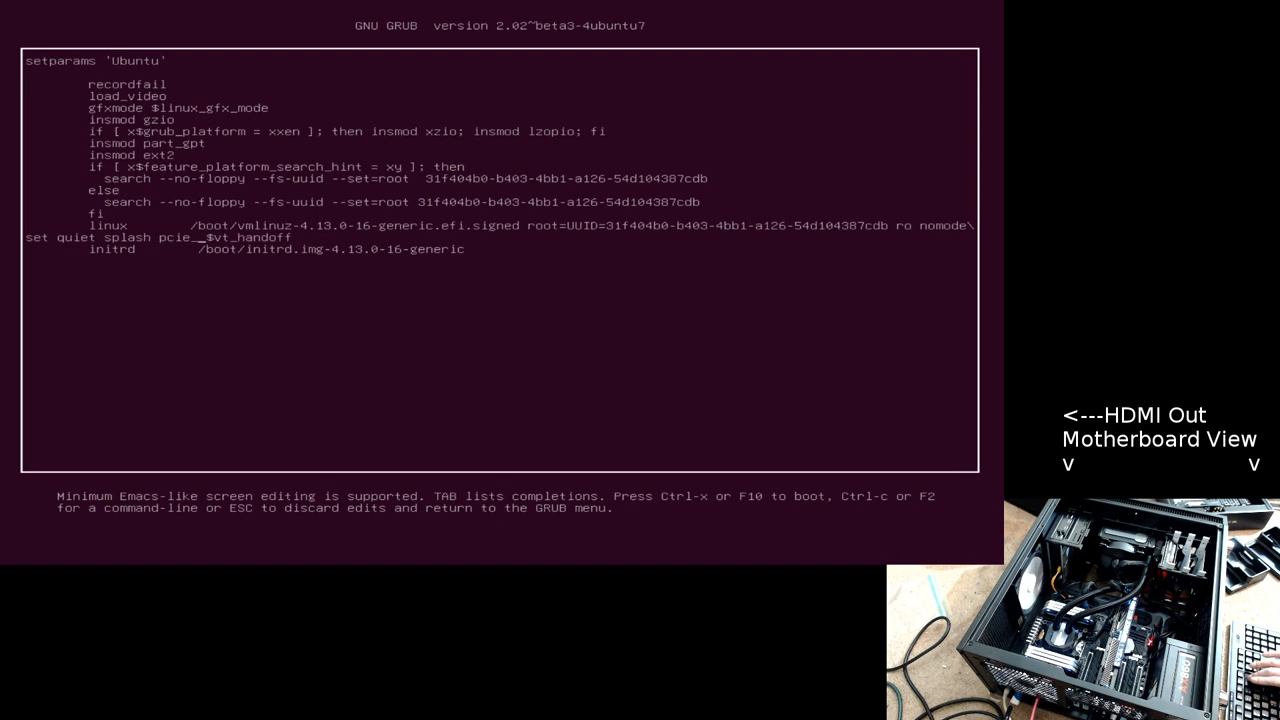 GNU GRUB  version 2.02~beta3-4ubuntu7
setparams 'Ubuntu'
recordfail
load_video
gfxmode $linux_gfx_mode
insmod gzio
if [ x$grub_platform = xxen ]; then insmod xzio; insmod lzopio; fi
insmod part_gpt
insmod ext2
if [ x$feature_platform_search_hint = xy ]; then
search --no-floppy --fs-uuid --set=root  31f404b0-b403-4bb1-a126-54d104387cdb
else
search --no-floppy --fs-uuid --set=root 31f404b0-b403-4bb1-a126-54d104387cdb
fi
linux        /boot/vmlinuz-4.13.0-16-generic.efi.signed root=UUID=31f404b0-b403-4bb1-a126-54d104387cdb ro nomode\
set quiet splash pcie__$vt_handoff
initrd        /boot/initrd.img-4.13.0-16-generic
Minimum Emacs-like screen editing is supported. TAB lists completions. Press Ctrl-x or F10 to boot, Ctrl-c or F2
for a command-line or ESC to discard edits and return to the GRUB menu.
<---HDMI Out
Motherboard View
v v
AX860